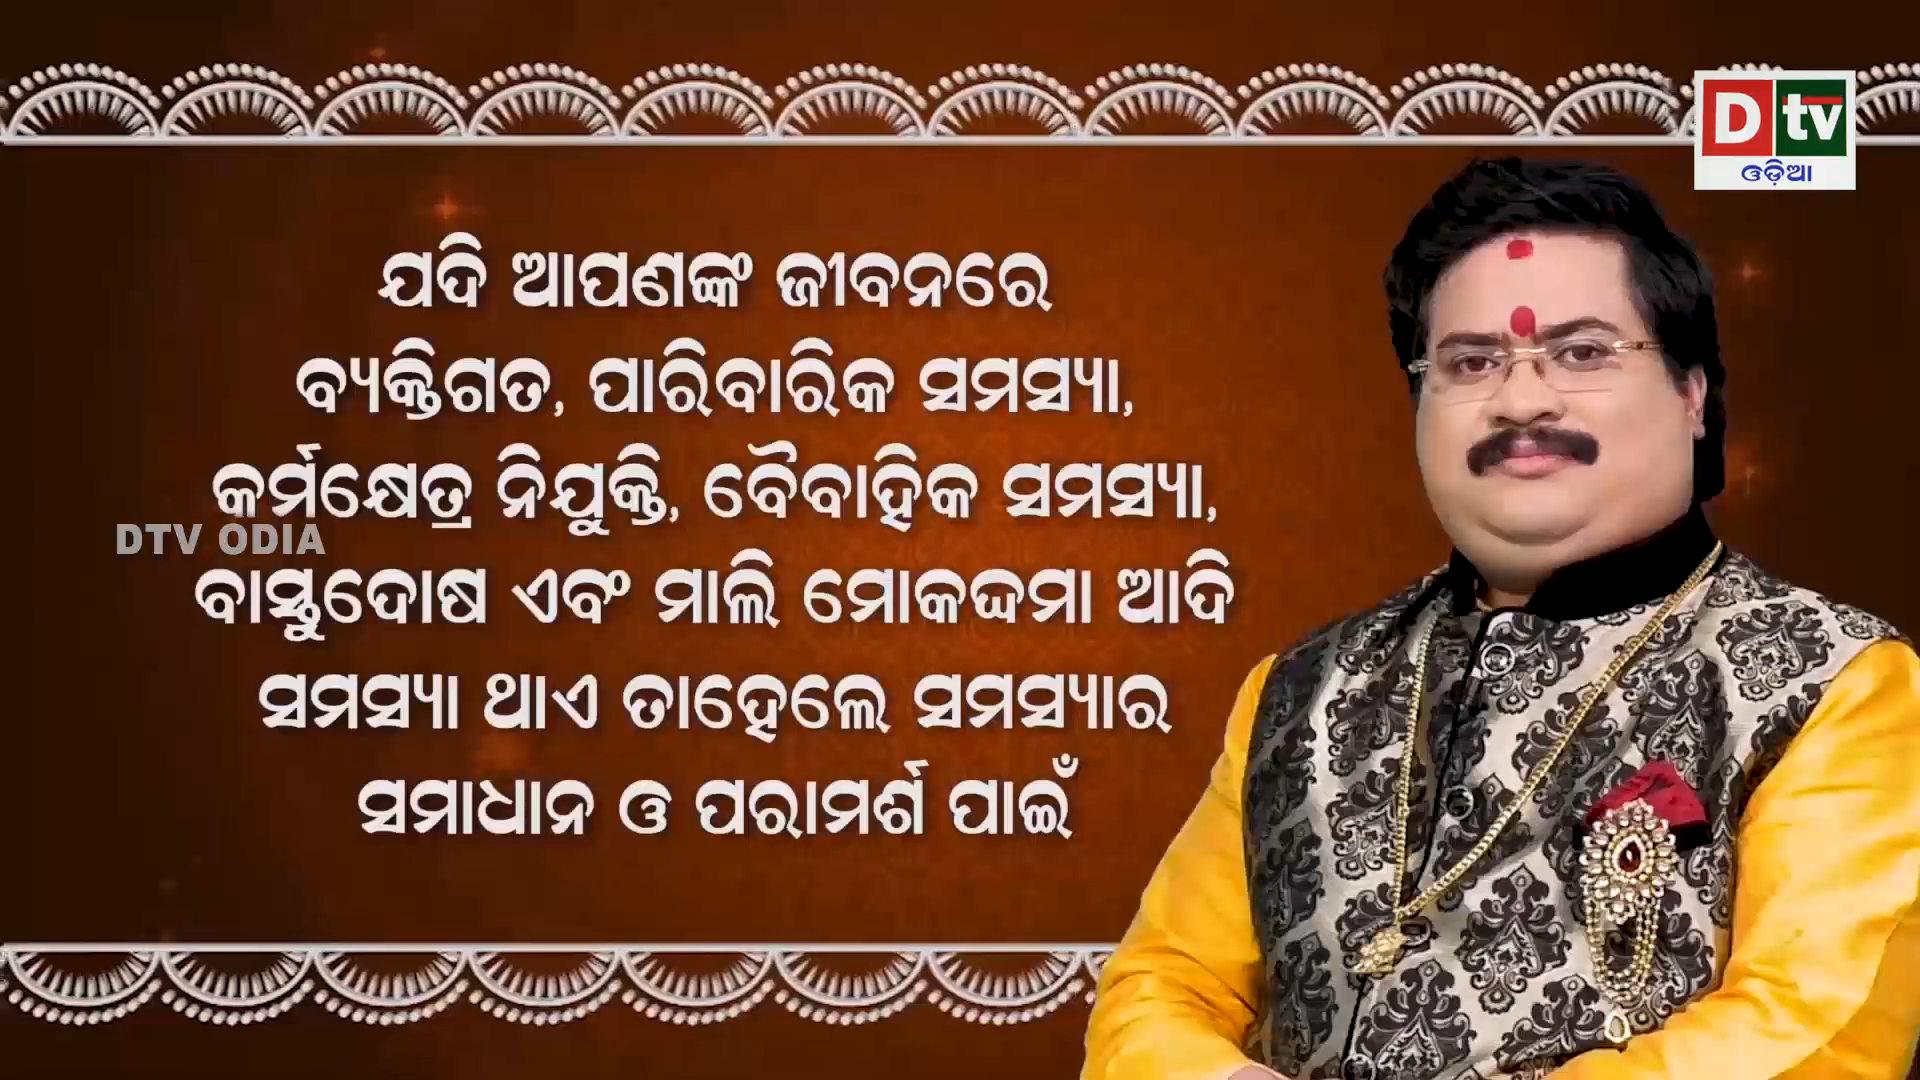 Dtv
ଓଡ଼ିଆ
ଯଦି ଆପଣଙ୍କ ଜୀବନରେ
ବ୍ୟକ୍ତିଗତ, ପାରିବାରିକ ସମସ୍ୟା,
କର୍ମକ୍ଷେତ୍ର ନିଯୁକ୍ତି, ବୈବାହିକ ସମସ୍ୟା,
DTV ODIA
ବାସ୍ତୁଦୋଷ ଏବଂ ମାଲି ମୋକଦ୍ଦମା ଆଦି
ସମସ୍ୟା ଥାଏ ତାହେଲେ ସମସ୍ୟାର
ସମାଧାନ ଓ ପରାମର୍ଶ ପାଇଁ